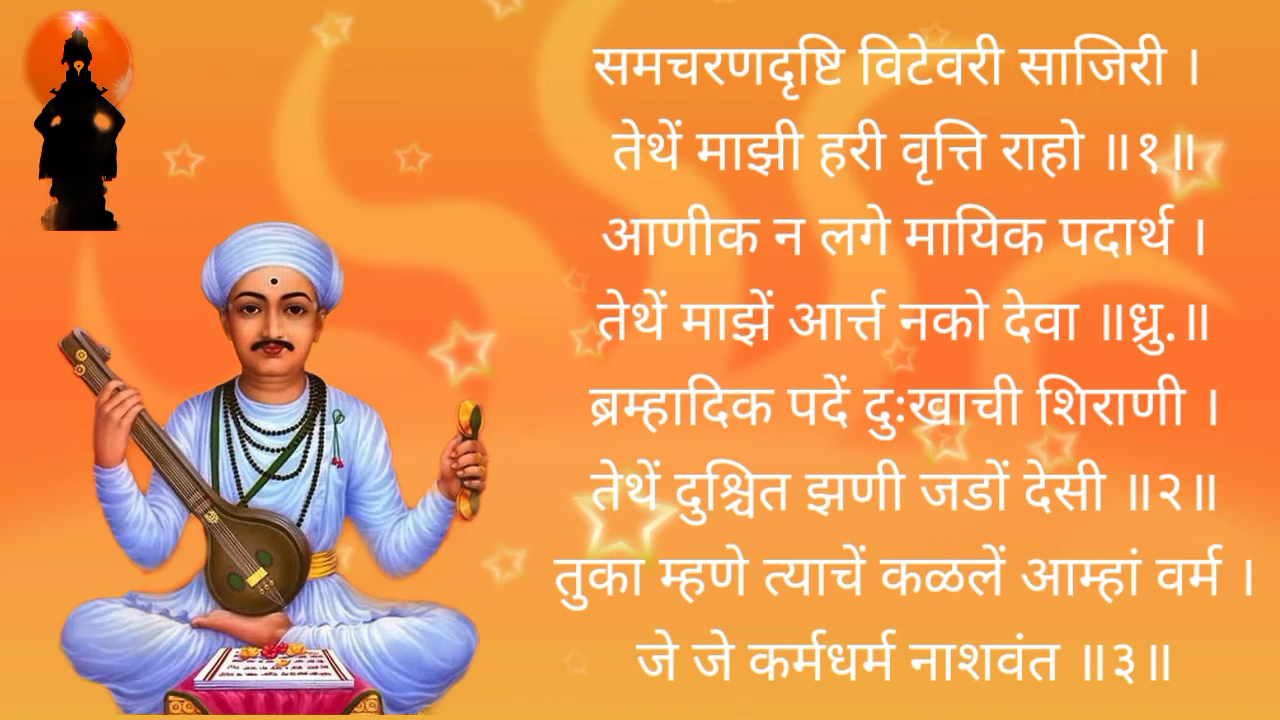 समचरणदृष्टि विटेवरी साजिरी ।
तेथें माझी हरी वृत्ति राहो ॥१॥
आणीक न लगे मायिक पदार्थ ।
तेथें माझें आर्त्त नको देवा ॥ध्रु.॥
ब्रम्हादिक पदें दुःखाची शिराणी ।
तेथें दुश्चित झणी जडों देसी ॥२॥
तुका म्हणे त्याचें कळलें आम्हां वर्म ।
जे जे कर्मधर्म नाशवंत ॥३॥